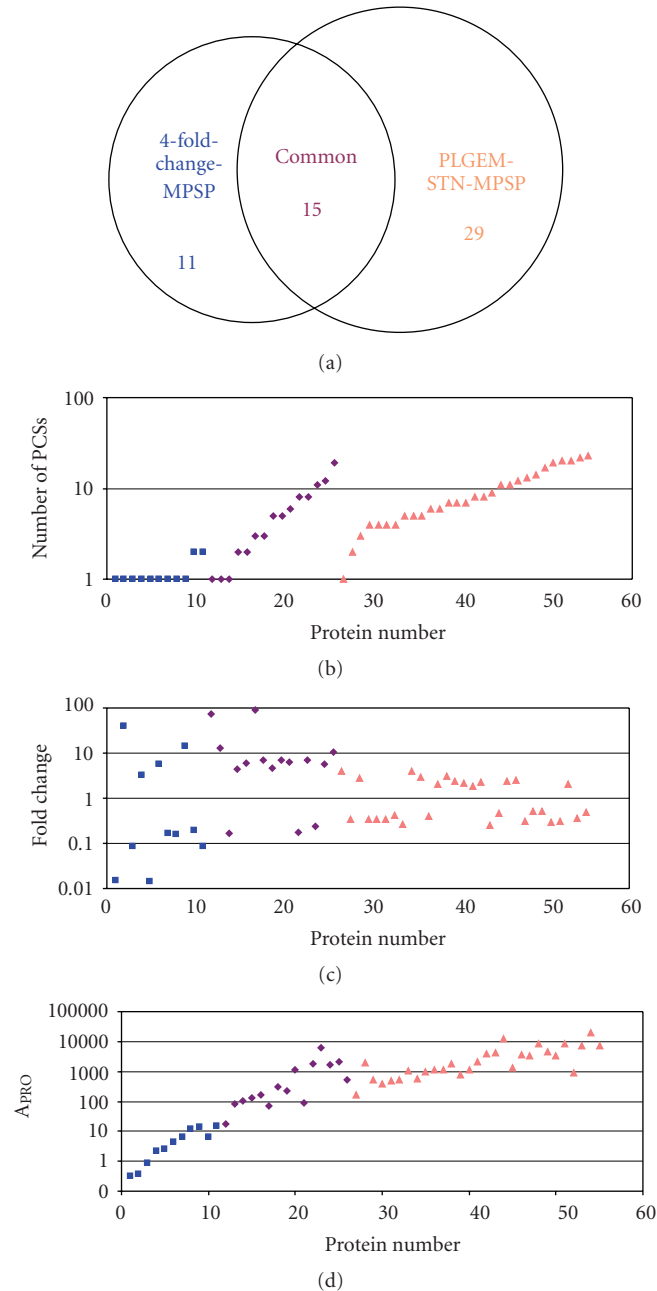 4-fold-
change-
MPSP
11
Common
15
PLGEM-
STN-MPSP
29
(a)
Number of PCSs
100
10
1
0 10 20 30 40 50 60
Protein number
(b)
Fold change
100
10
1
0.1
0.01
0 10 20 30 40 50 60
Protein number
(c)
APRO
100000
10000
1000
100
10
1
0
0 10 20 30 40 50 60
Protein number
(d)